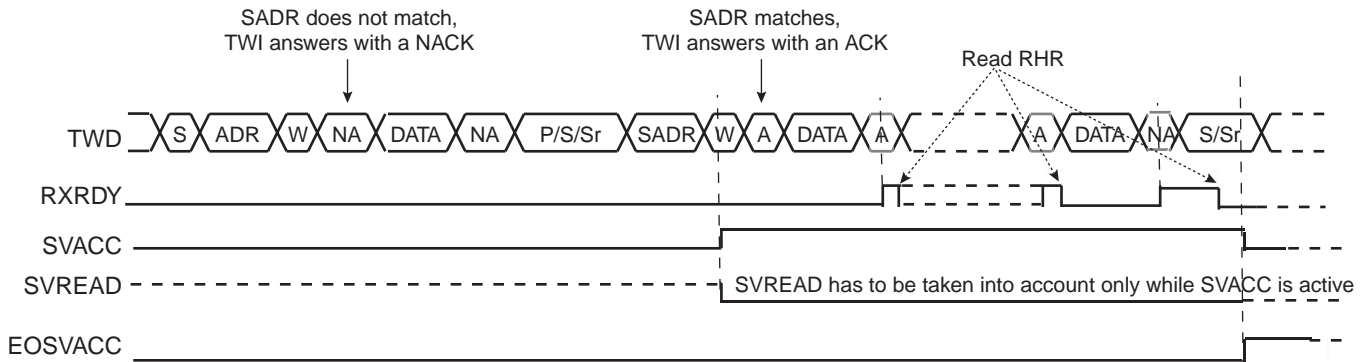 SADR does not match,
TWI answers with a NACK
SADR matches,
TWI answers with an ACK
Read RHR
TWD S ADR W NA DATA NA P/S/Sr SADR W A DATA A A DATA NA S/Sr
RXRDY
SVACC
SVREAD SVREAD has to be taken into account only while SVACC is active
EOSVACC